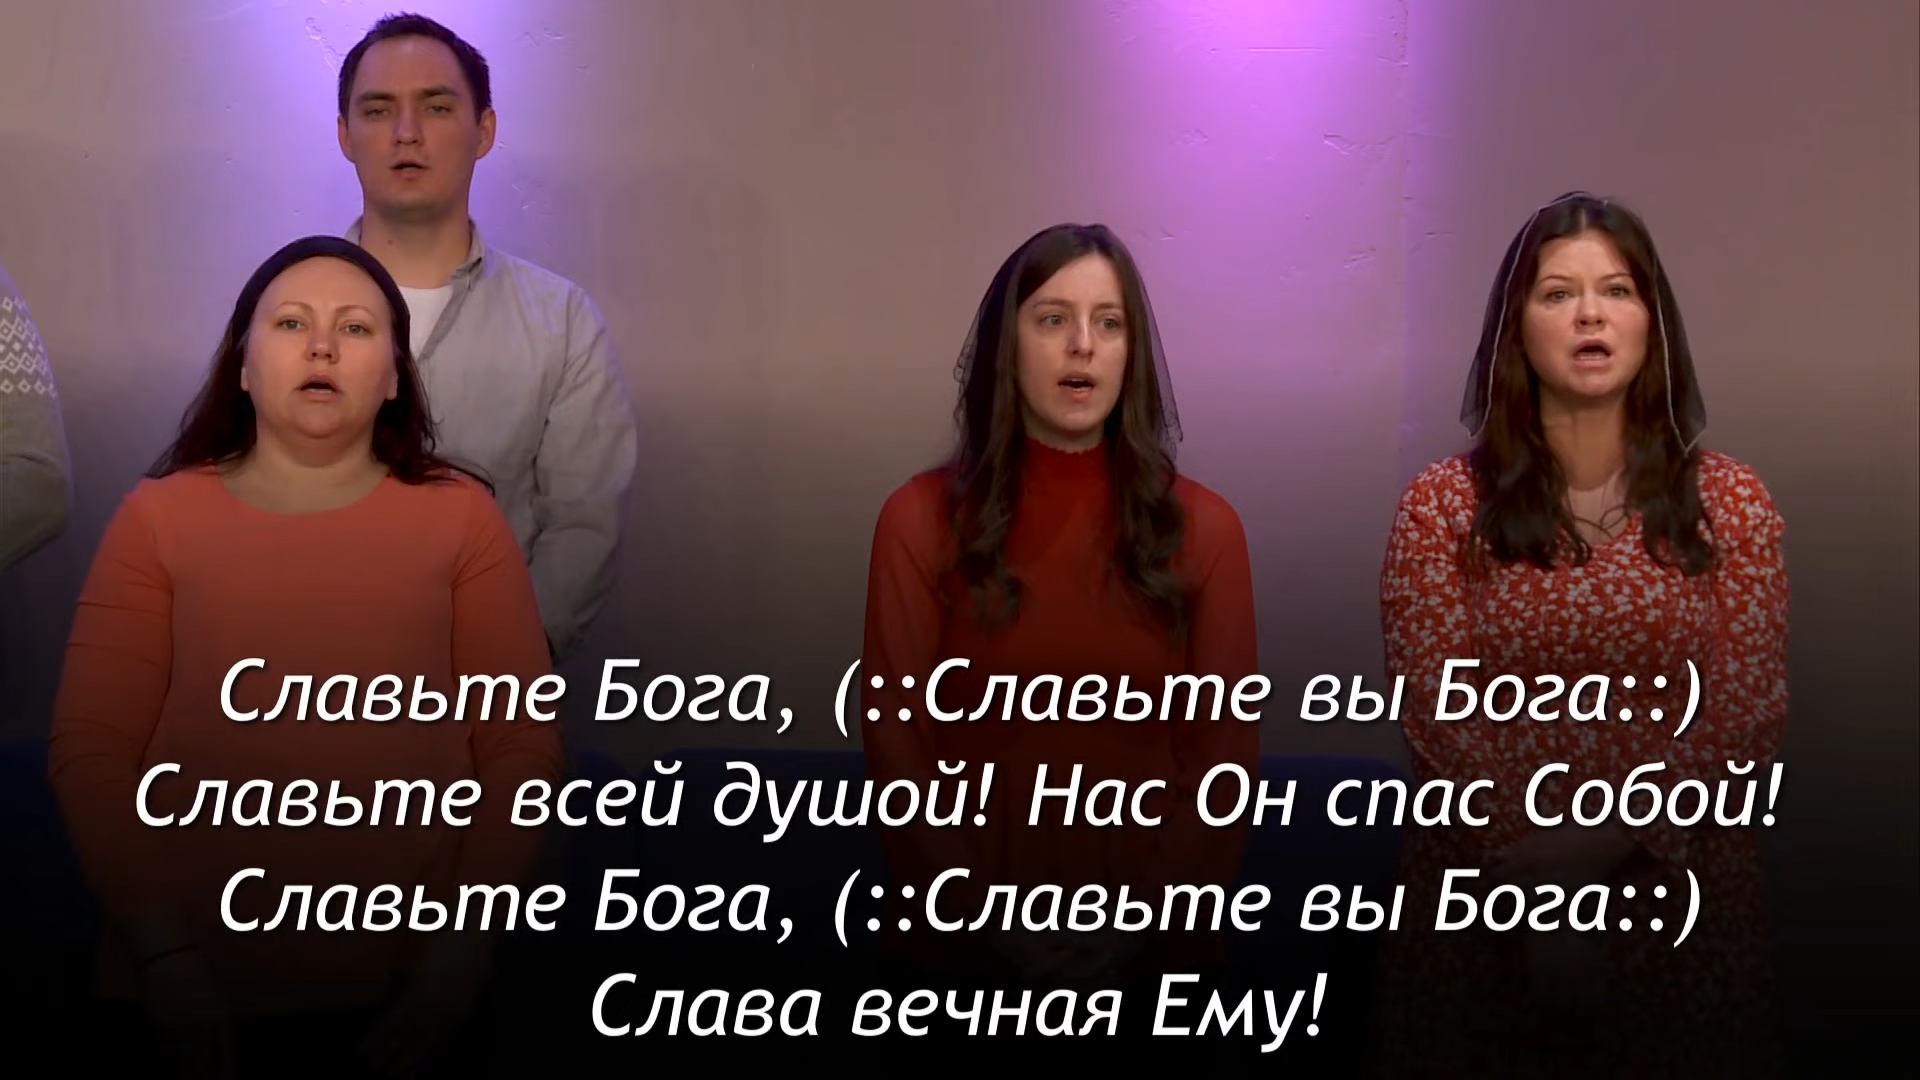 Славьте Бога, (::Славьте вы Бога::)
Славьте всей душой! Нас Он спас Собой!
Славьте Бога, (::Славьте вы Бога::)
Слава вечная Ему!